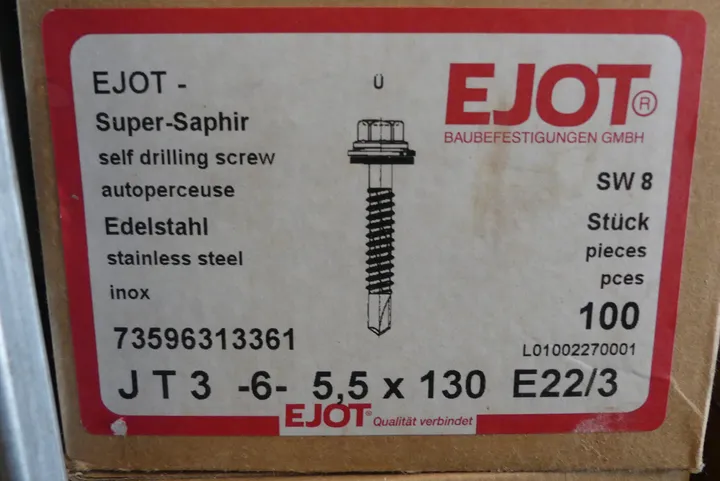 EJOT -
Super-Saphir
self drilling screw
autoperceuse
Edelstahl
stainless steel
inox
73596313361
Ü
EJOT®
BAUBEFESTIGUNGEN GMBH
SW 8
Stück
pieces
pces
100
L01002270001
J T 3 -6- 5,5 x 130 E22/3
EJOT® Qualität verbindet